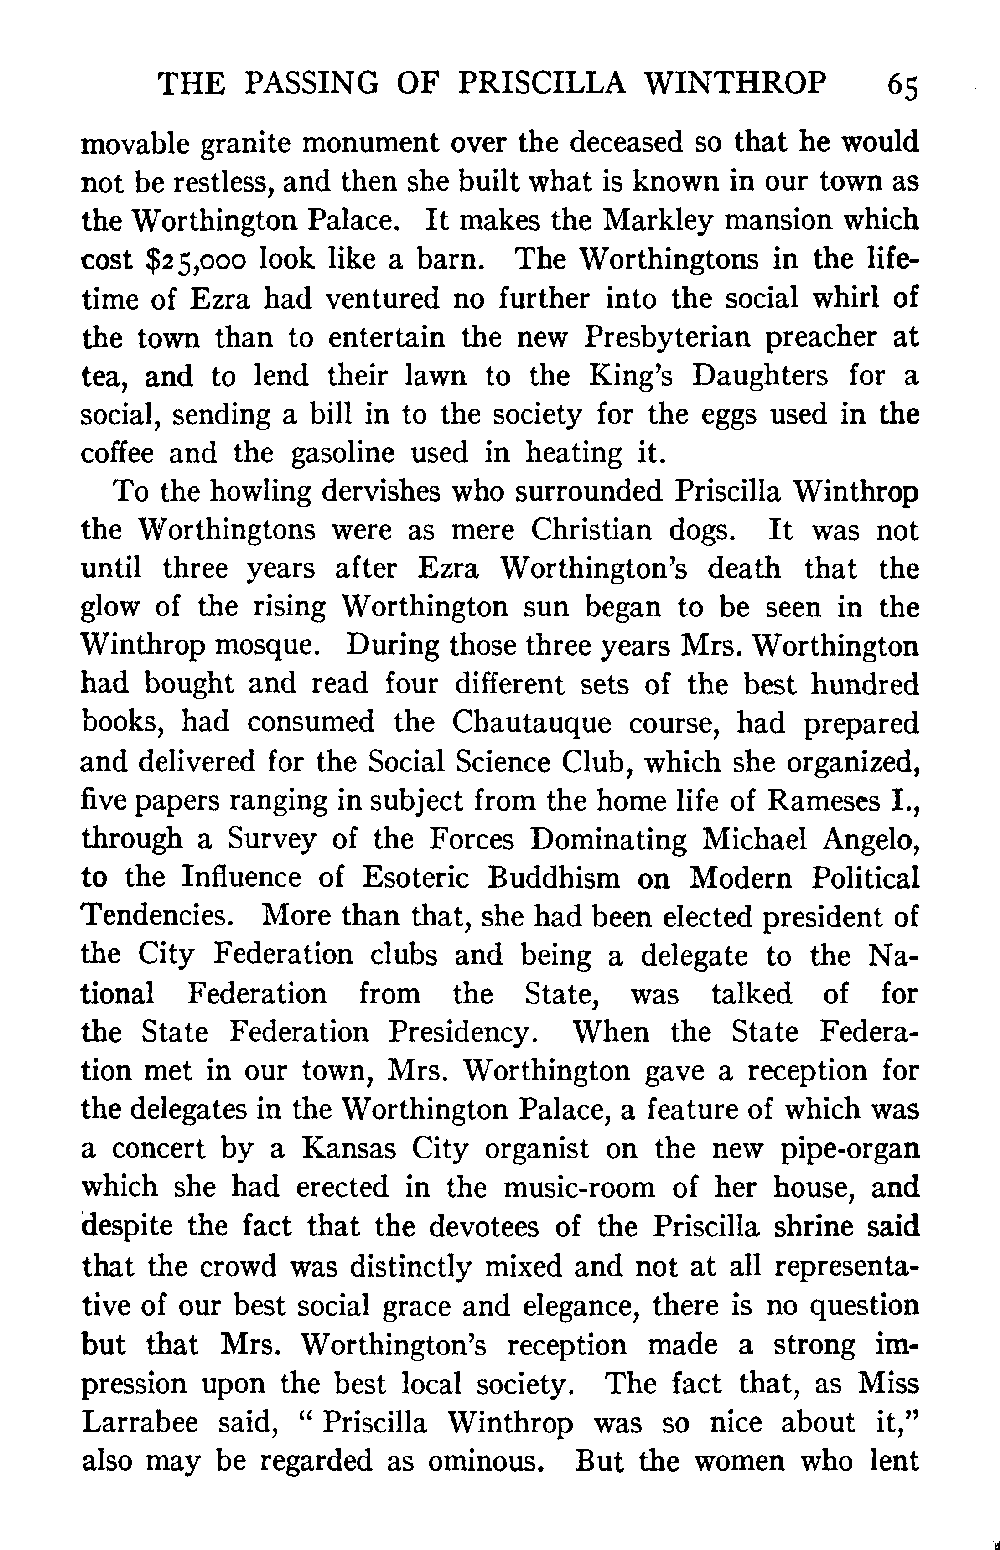 THE PASSING OF PRISCILLA WINTHROP 65
movable granite monument over the deceased so that he would
not be restless, and then she built what is known in our town as
the Worthington Palace. It makes the Markley mansion which
cost $25,000 look like a barn. The Worthingtons in the life-
time of Ezra had ventured no further into the social whirl of
the town than to entertain the new Presbyterian preacher at
tea, and to lend their lawn to the King's Daughters for a
social, sending a bill in to the society for the eggs used in the
coffee and the gasoline used in heating it.
To the howling dervishes who surrounded Priscilla Winthrop
the Worthingtons were as mere Christian dogs. It was not
until three years after Ezra Worthington's death that the
glow of the rising Worthington sun began to be seen in the
Winthrop mosque. During those three years Mrs. Worthington
had bought and read four different sets of the best hundred
books, had consumed the Chautauque course, had prepared
and delivered for the Social Science Club, which she organized,
five papers ranging in subject from the home life of Rameses I.,
through a Survey of the Forces Dominating Michael Angelo,
to the Influence of Esoteric Buddhism on Modern Political
Tendencies. More than that, she had been elected president of
the City Federation clubs and being a delegate to the Na-
tional Federation from the State, was talked of for
the State Federation Presidency. When the State Federa-
tion met in our town, Mrs. Worthington gave a reception for
the delegates in the Worthington Palace, a feature of which was
a concert by a Kansas City organist on the new pipe-organ
which she had erected in the music-room of her house, and
despite the fact that the devotees of the Priscilla shrine said
that the crowd was distinctly mixed and not at all representa-
tive of our best social grace and elegance, there is no question
but that Mrs. Worthington's reception made a strong im-
pression upon the best local society. The fact that, as Miss
Larrabee said, “ Priscilla Winthrop was so nice about it,”
also may be regarded as ominous. But the women who lent